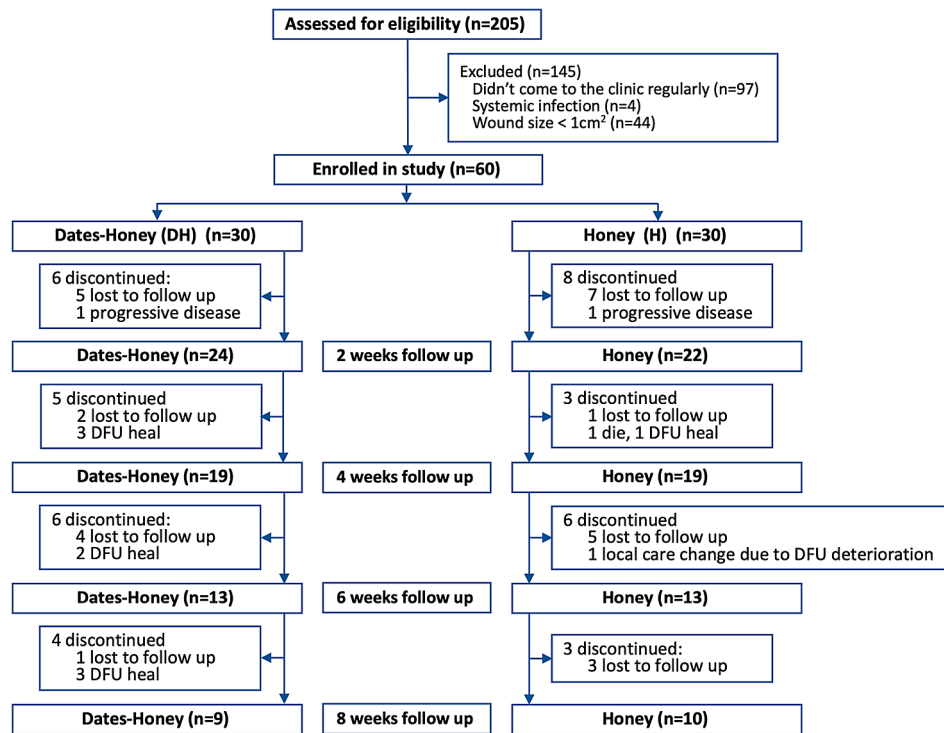 Assessed for eligibility (n=205)
Excluded (n=145)
Didn't come to the clinic regularly (n=97)
Systemic infection (n=4)
Wound size < 1cm² (n=44)
Enrolled in study (n=60)
Dates-Honey (DH) (n=30)
Honey (H) (n=30)
6 discontinued:
5 lost to follow up
1 progressive disease
8 discontinued
7 lost to follow up
1 progressive disease
Dates-Honey (n=24)
2 weeks follow up
Honey (n=22)
5 discontinued
2 lost to follow up
3 DFU heal
3 discontinued
1 lost to follow up
1 die, 1 DFU heal
Dates-Honey (n=19)
4 weeks follow up
Honey (n=19)
6 discontinued:
4 lost to follow up
2 DFU heal
6 discontinued
5 lost to follow up
1 local care change due to DFU deterioration
Dates-Honey (n=13)
6 weeks follow up
Honey (n=13)
4 discontinued
1 lost to follow up
3 DFU heal
3 discontinued:
3 lost to follow up
Dates-Honey (n=9)
8 weeks follow up
Honey (n=10)